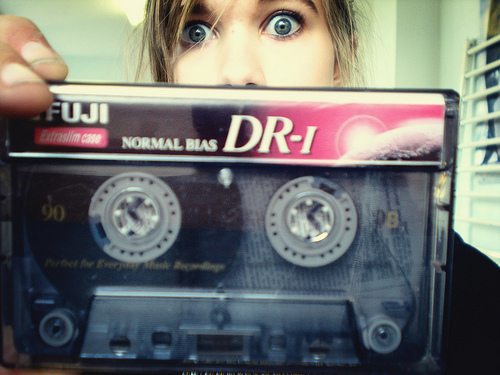 FUJI
Extraslim case
NORMAL BIAS DR-I
90 B
Perfect for Everyday Music Recordings